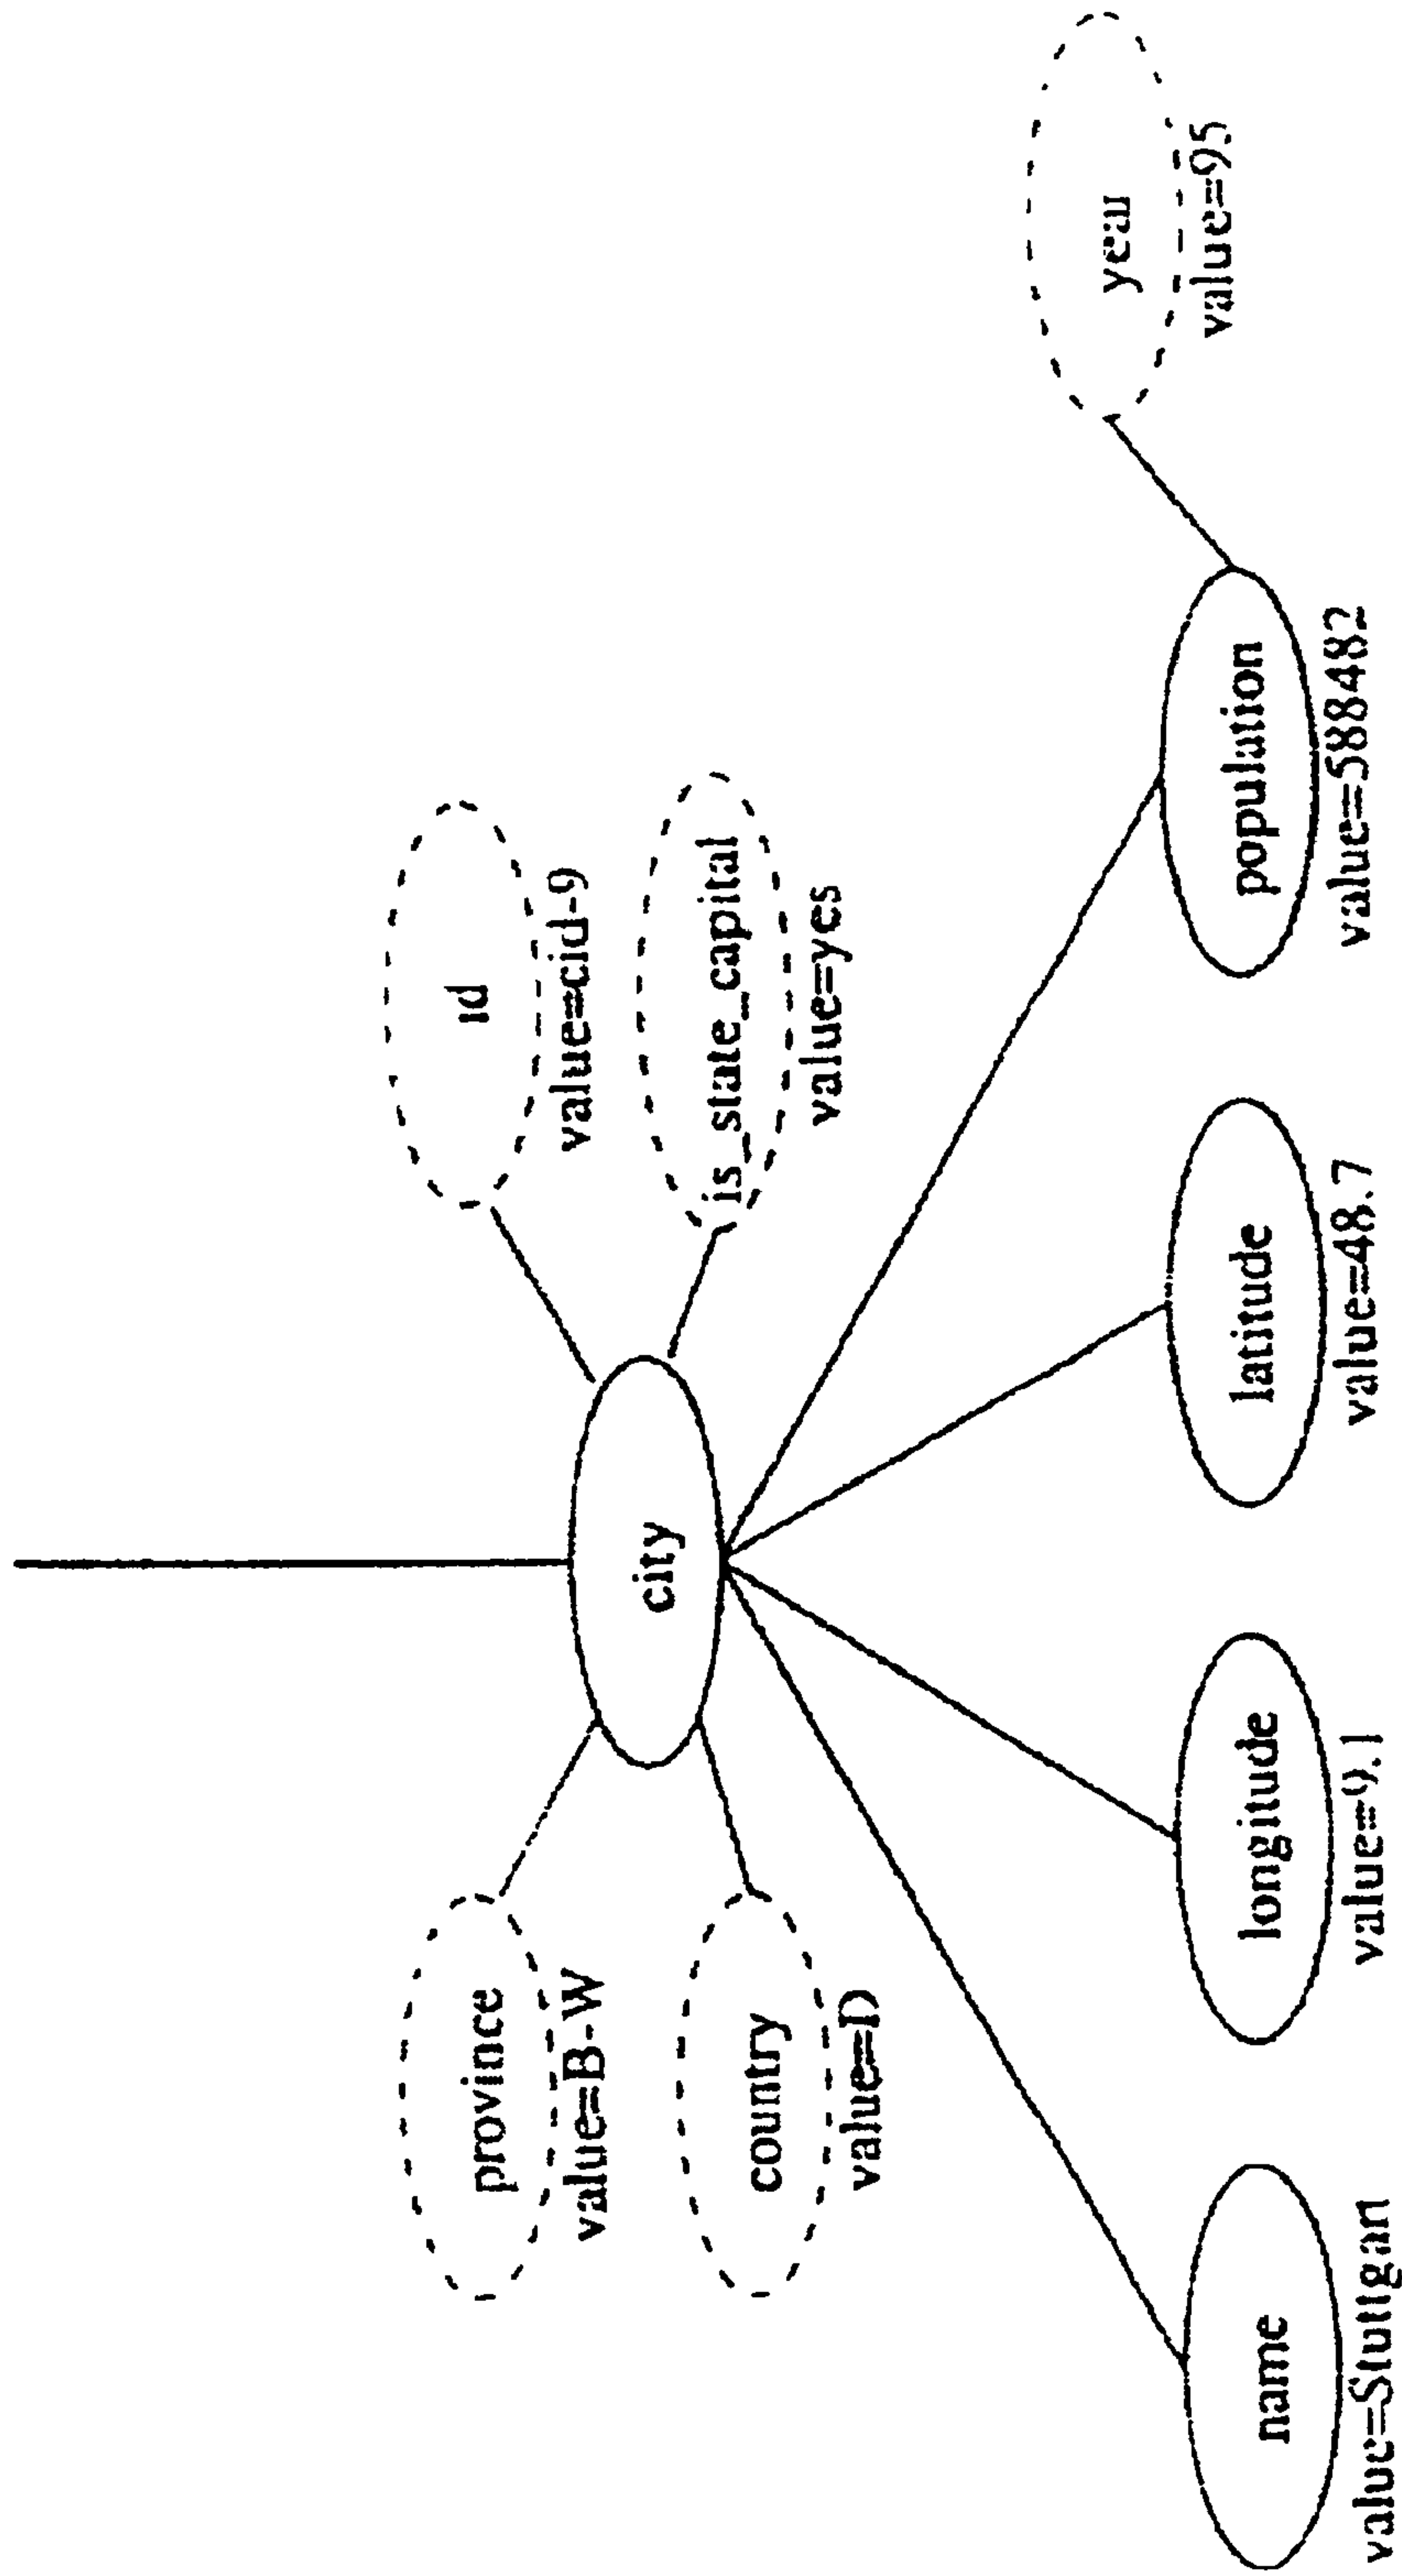 province
value=B-W
id
value=cid-9
country
value=D
is_state_capital
value=yes
city
name
value=Stuttgart
longitude
value=9.1
latitude
value=48.7
population
value=588482
year
value=95